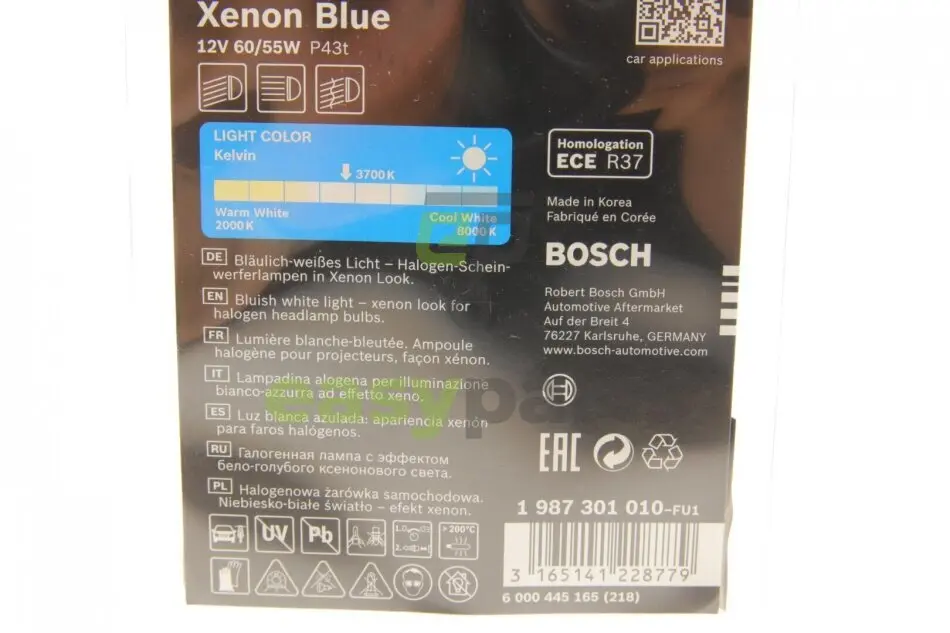 Xenon Blue
12V 60/55W P43t
car applications
LIGHT COLOR
Kelvin
3700K
Warm White
2000K
Cool White
8000K
Homologation
ECE R37
Made in Korea
Fabriqué en Corée
BOSCH
Robert Bosch GmbH
Automotive Aftermarket
Auf der Breit 4
76227 Karlsruhe, GERMANY
www.bosch-automotive.com
DE Bläulich-weißes Licht – Halogen-Schein-
werferlampen in Xenon Look.
EN Bluish white light – xenon look for
halogen headlamp bulbs.
FR Lumière blanche-bleutée. Ampoule
halogène pour projecteurs, façon xénon.
IT Lampadina alogena per illuminazione
bianco-azzurra ad effetto xeno.
ES Luz blanca azulada: apariencia xenón
para faros halógenos.
RU Галогенная лампа с эффектом
бело-голубого ксенонового света.
PL Halogenowa żarówka samochodowa.
Niebiesko-białe światło – efekt xenon.
UV
Pb
1.
2.
>200°C
EAC
1 987 301 010-FU1
3 165141 228779
6 000 445 165 (218)